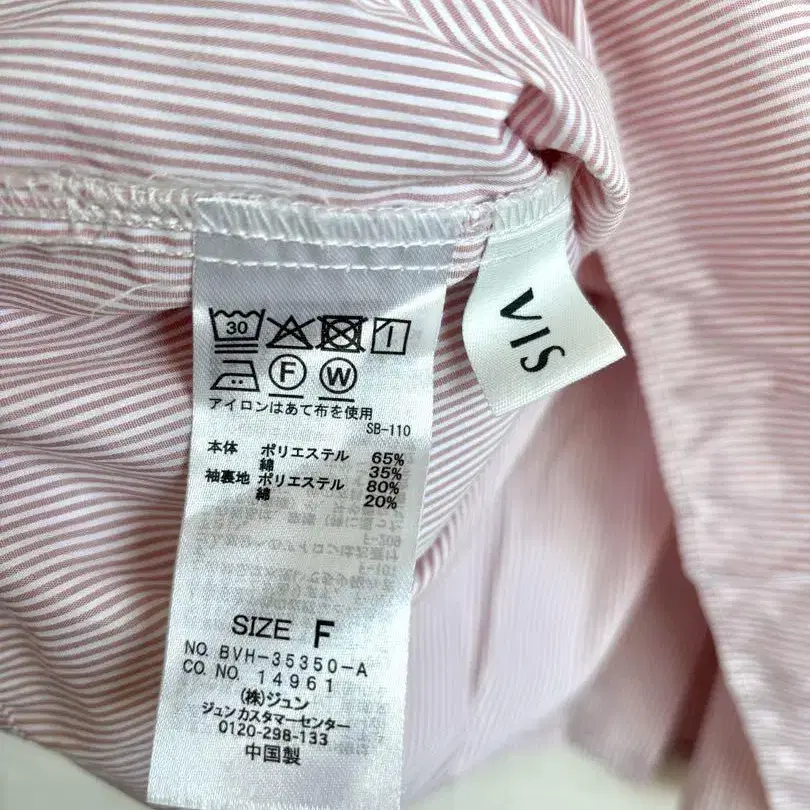 VIS
30
F W
アイロンはあて布を使用
SB-110
本体 ポリエステル 65%
綿 35%
袖裏地 ポリエステル 80%
綿 20%
SIZE F
NO. BVH-35350-A
CO. NO. 14961
(株)ジュン
ジュンカスタマーセンター
0120-298-133
中国製